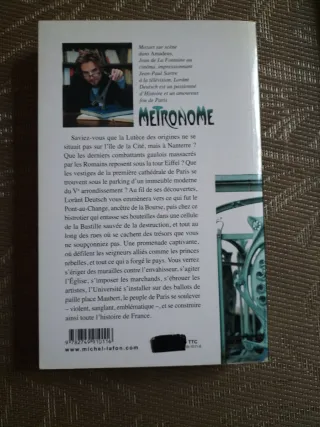 Mozart sur scène
dans Amadeus,
Jean de La Fontaine au
cinéma, impressionnant
Jean-Paul Sartre
à la télévision, Lorànt
Deutsch est un passionné
d'Histoire et un amoureux
fou de Paris.
METRONOME
Saviez-vous que la Lutèce des origines ne se
situait pas sur l'île de la Cité, mais à Nanterre ?
Que les derniers combattants gaulois massacrés
par les Romains reposent sous la tour Eiffel ? Que
les vestiges de la première cathédrale de Paris se
trouvent sous le parking d'un immeuble moderne
du Ve arrondissement ? Au fil de ses découvertes,
Lorànt Deutsch vous emmènera vers ce qui fut le
Pont-au-Change, ancêtre de la Bourse, puis chez ce
bistrotier qui entasse ses bouteilles dans une cellule
de la Bastille sauvée de la destruction, et tout au
long des rues où se cachent des trésors que vous
ne soupçonniez pas. Une promenade captivante,
où défilent les seigneurs alliés comme les princes
rebelles, et tout ce qui a forgé le pays. Vous verrez
s'ériger des murailles contre l'envahisseur, s'agiter
l'Église, s'imposer les marchands, s'ébrouer les
artistes, l'Université s'installer sur des ballots de
paille place Maubert, le peuple de Paris se soulever
– violent, sanglant, emblématique –, et se construire
ainsi toute l'histoire de France.
TTC
www.michel-lafon.com
9 782749 910116